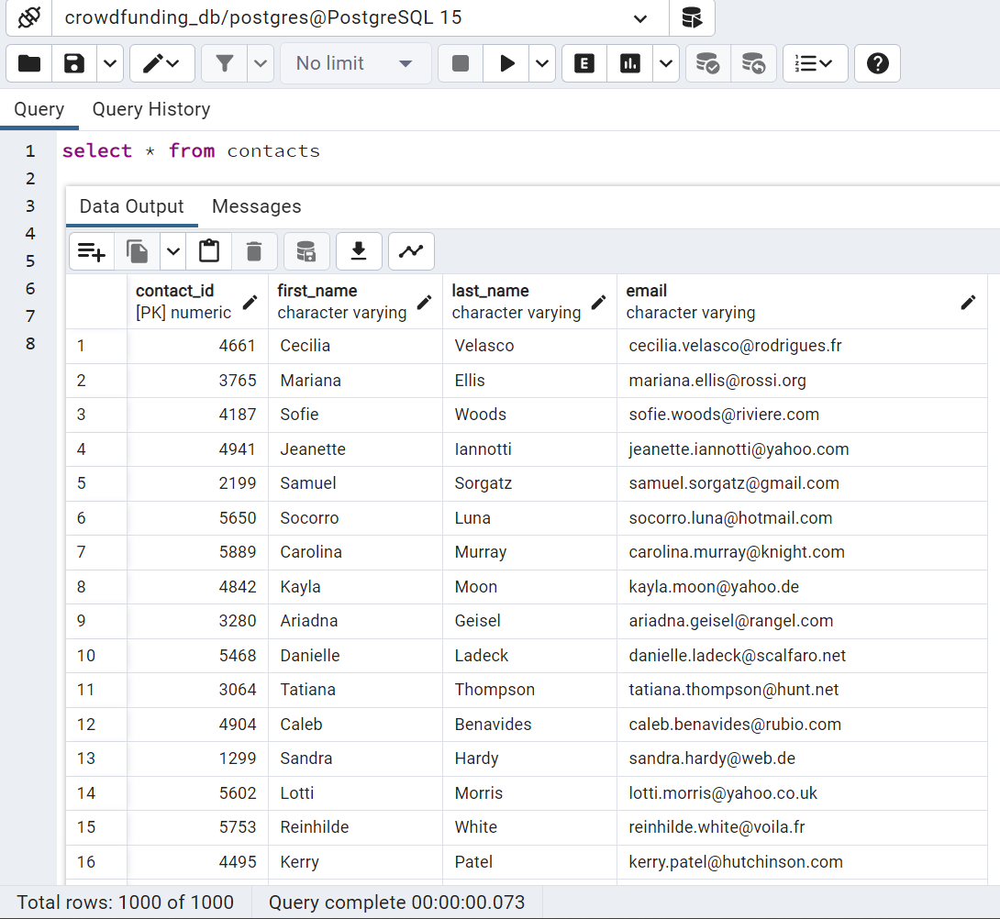 crowdfunding_db/postgres@PostgreSQL 15
No limit
E
Query Query History
1 select * from contacts
2
3
4
5
6
7
8
Data Output Messages
contact_id first_name last_name email
[PK] numeric character varying character varying character varying
1 4661 Cecilia Velasco cecilia.velasco@rodrigues.fr
2 3765 Mariana Ellis mariana.ellis@rossi.org
3 4187 Sofie Woods sofie.woods@riviere.com
4 4941 Jeanette Iannotti jeanette.iannotti@yahoo.com
5 2199 Samuel Sorgatz samuel.sorgatz@gmail.com
6 5650 Socorro Luna socorro.luna@hotmail.com
7 5889 Carolina Murray carolina.murray@knight.com
8 4842 Kayla Moon kayla.moon@yahoo.de
9 3280 Ariadna Geisel ariadna.geisel@rangel.com
10 5468 Danielle Ladeck danielle.ladeck@scalfaro.net
11 3064 Tatiana Thompson tatiana.thompson@hunt.net
12 4904 Caleb Benavides caleb.benavides@rubio.com
13 1299 Sandra Hardy sandra.hardy@web.de
14 5602 Lotti Morris lotti.morris@yahoo.co.uk
15 5753 Reinhilde White reinhilde.white@voila.fr
16 4495 Kerry Patel kerry.patel@hutchinson.com
Total rows: 1000 of 1000 Query complete 00:00:00.073